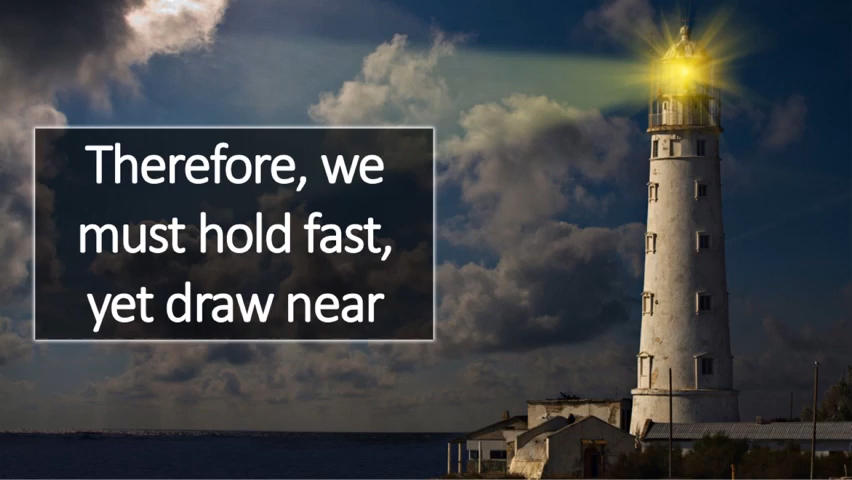 Therefore, we
must hold fast,
yet draw near